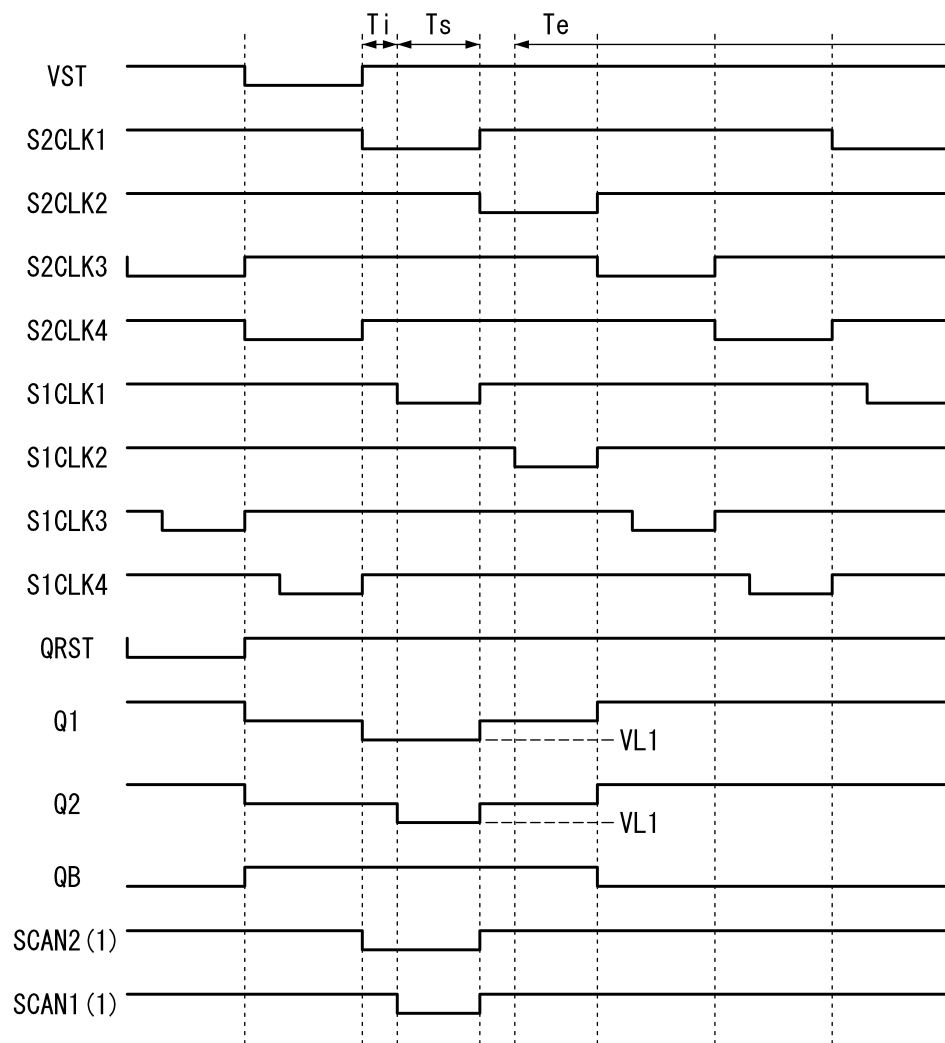 Ti Ts Te
VST
S2CLK1
S2CLK2
S2CLK3
S2CLK4
S1CLK1
S1CLK2
S1CLK3
S1CLK4
QRST
Q1
VL1
Q2
VL1
QB
SCAN2(1)
SCAN1(1)